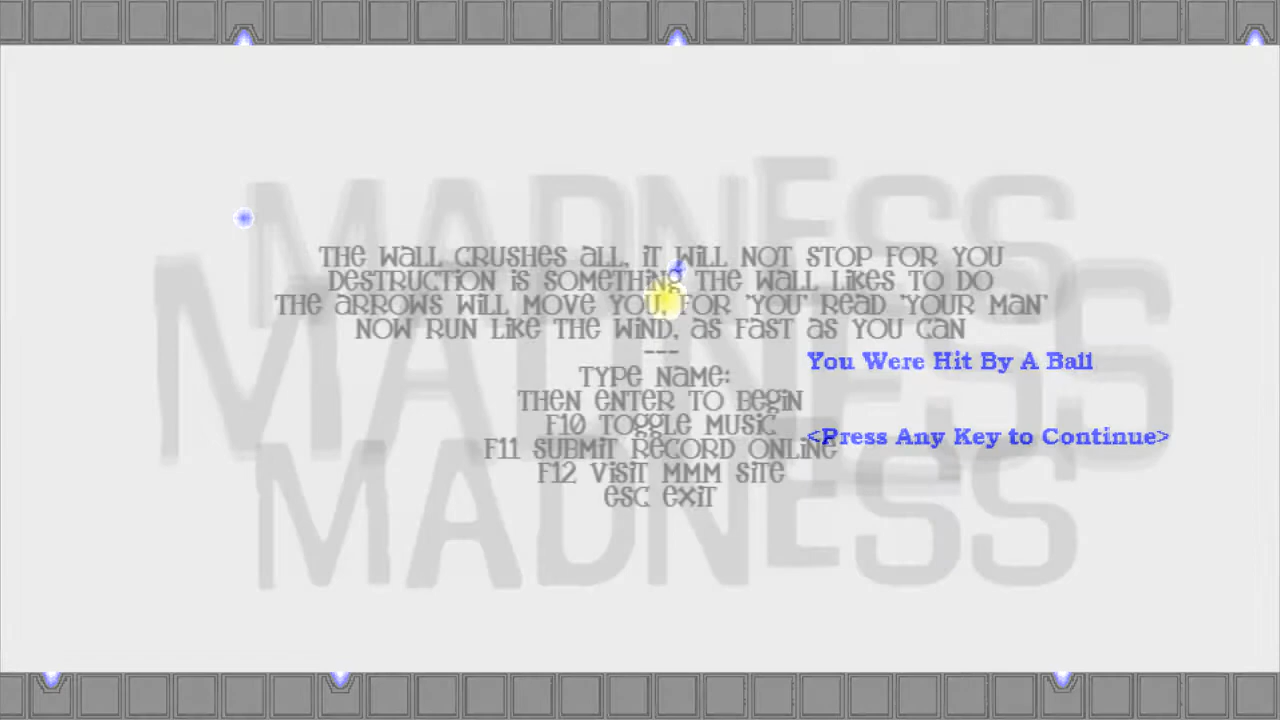 MADNESS
MADNESS
MADNESS
THE WALL CRUSHES ALL, IT WILL NOT STOP FOR YOU
DESTRUCTION IS SOMETHING THE WALL LIKES TO DO
THE ARROWS WILL MOVE YOU, FOR 'YOU' READ 'YOUR MAN'
NOW RUN LIKE THE WIND, AS FAST AS YOU CAN
---
TYPE NAME:
THEN ENTER TO BEGIN
F10 TOGGLE MUSIC
F11 SUBMIT RECORD ONLINE
F12 VISIT MMM SITE
ESC EXIT
You Were Hit By A Ball
<Press Any Key to Continue>